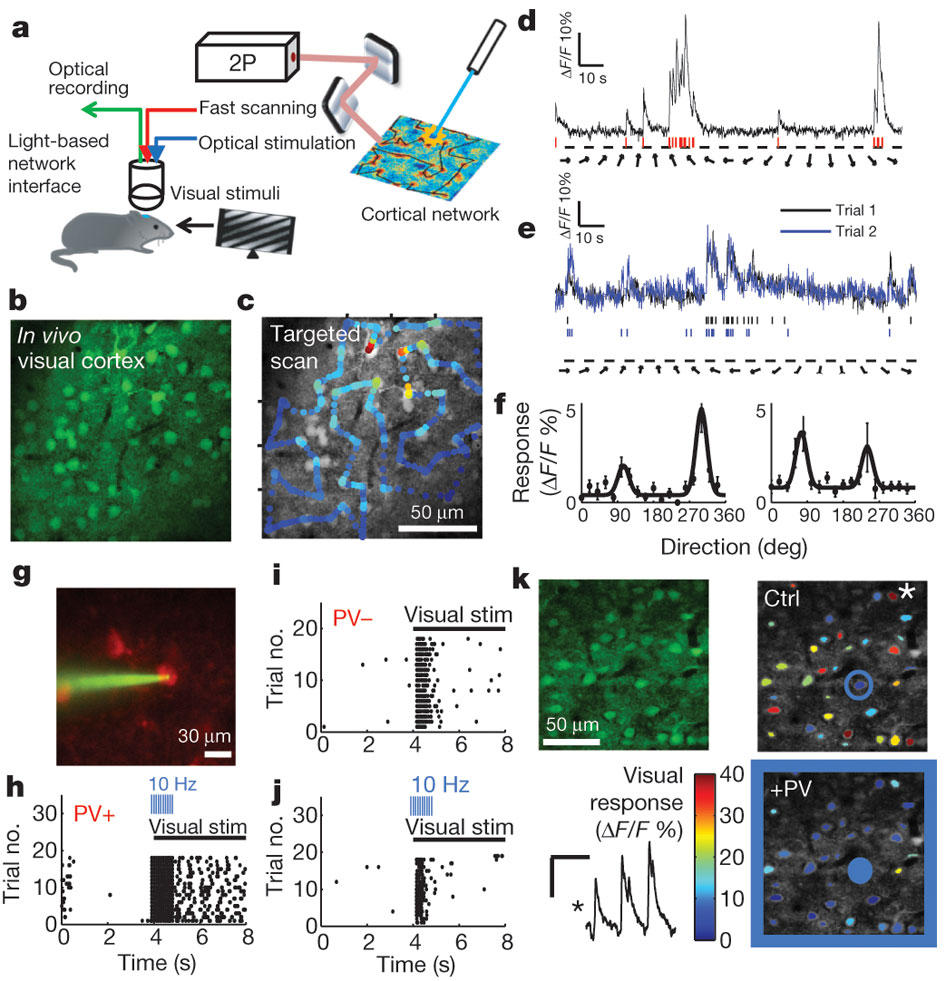 a
2P
Optical
recording
Fast scanning
Optical stimulation
Light-based
network
interface
Visual stimuli
Cortical network
b
In vivo
visual cortex
c
Targeted
scan
50 μm
d
ΔF/F 10%
10 s
e
ΔF/F 10%
10 s
Trial 1
Trial 2
f
Response
(ΔF/F %)
5
0
0 90 180 270 360
5
0
0 90 180 270 360
Direction (deg)
g
30 μm
h
PV+
10 Hz
Visual stim
Trial no.
30
20
10
0
0 2 4 6 8
Time (s)
i
PV–
Visual stim
Trial no.
20
10
0
0 2 4 6 8
j
10 Hz
Visual stim
Trial no.
30
20
10
0
0 2 4 6 8
Time (s)
k
50 μm
Ctrl
*
Visual
response
(ΔF/F %)
*
40
30
20
10
0
+PV